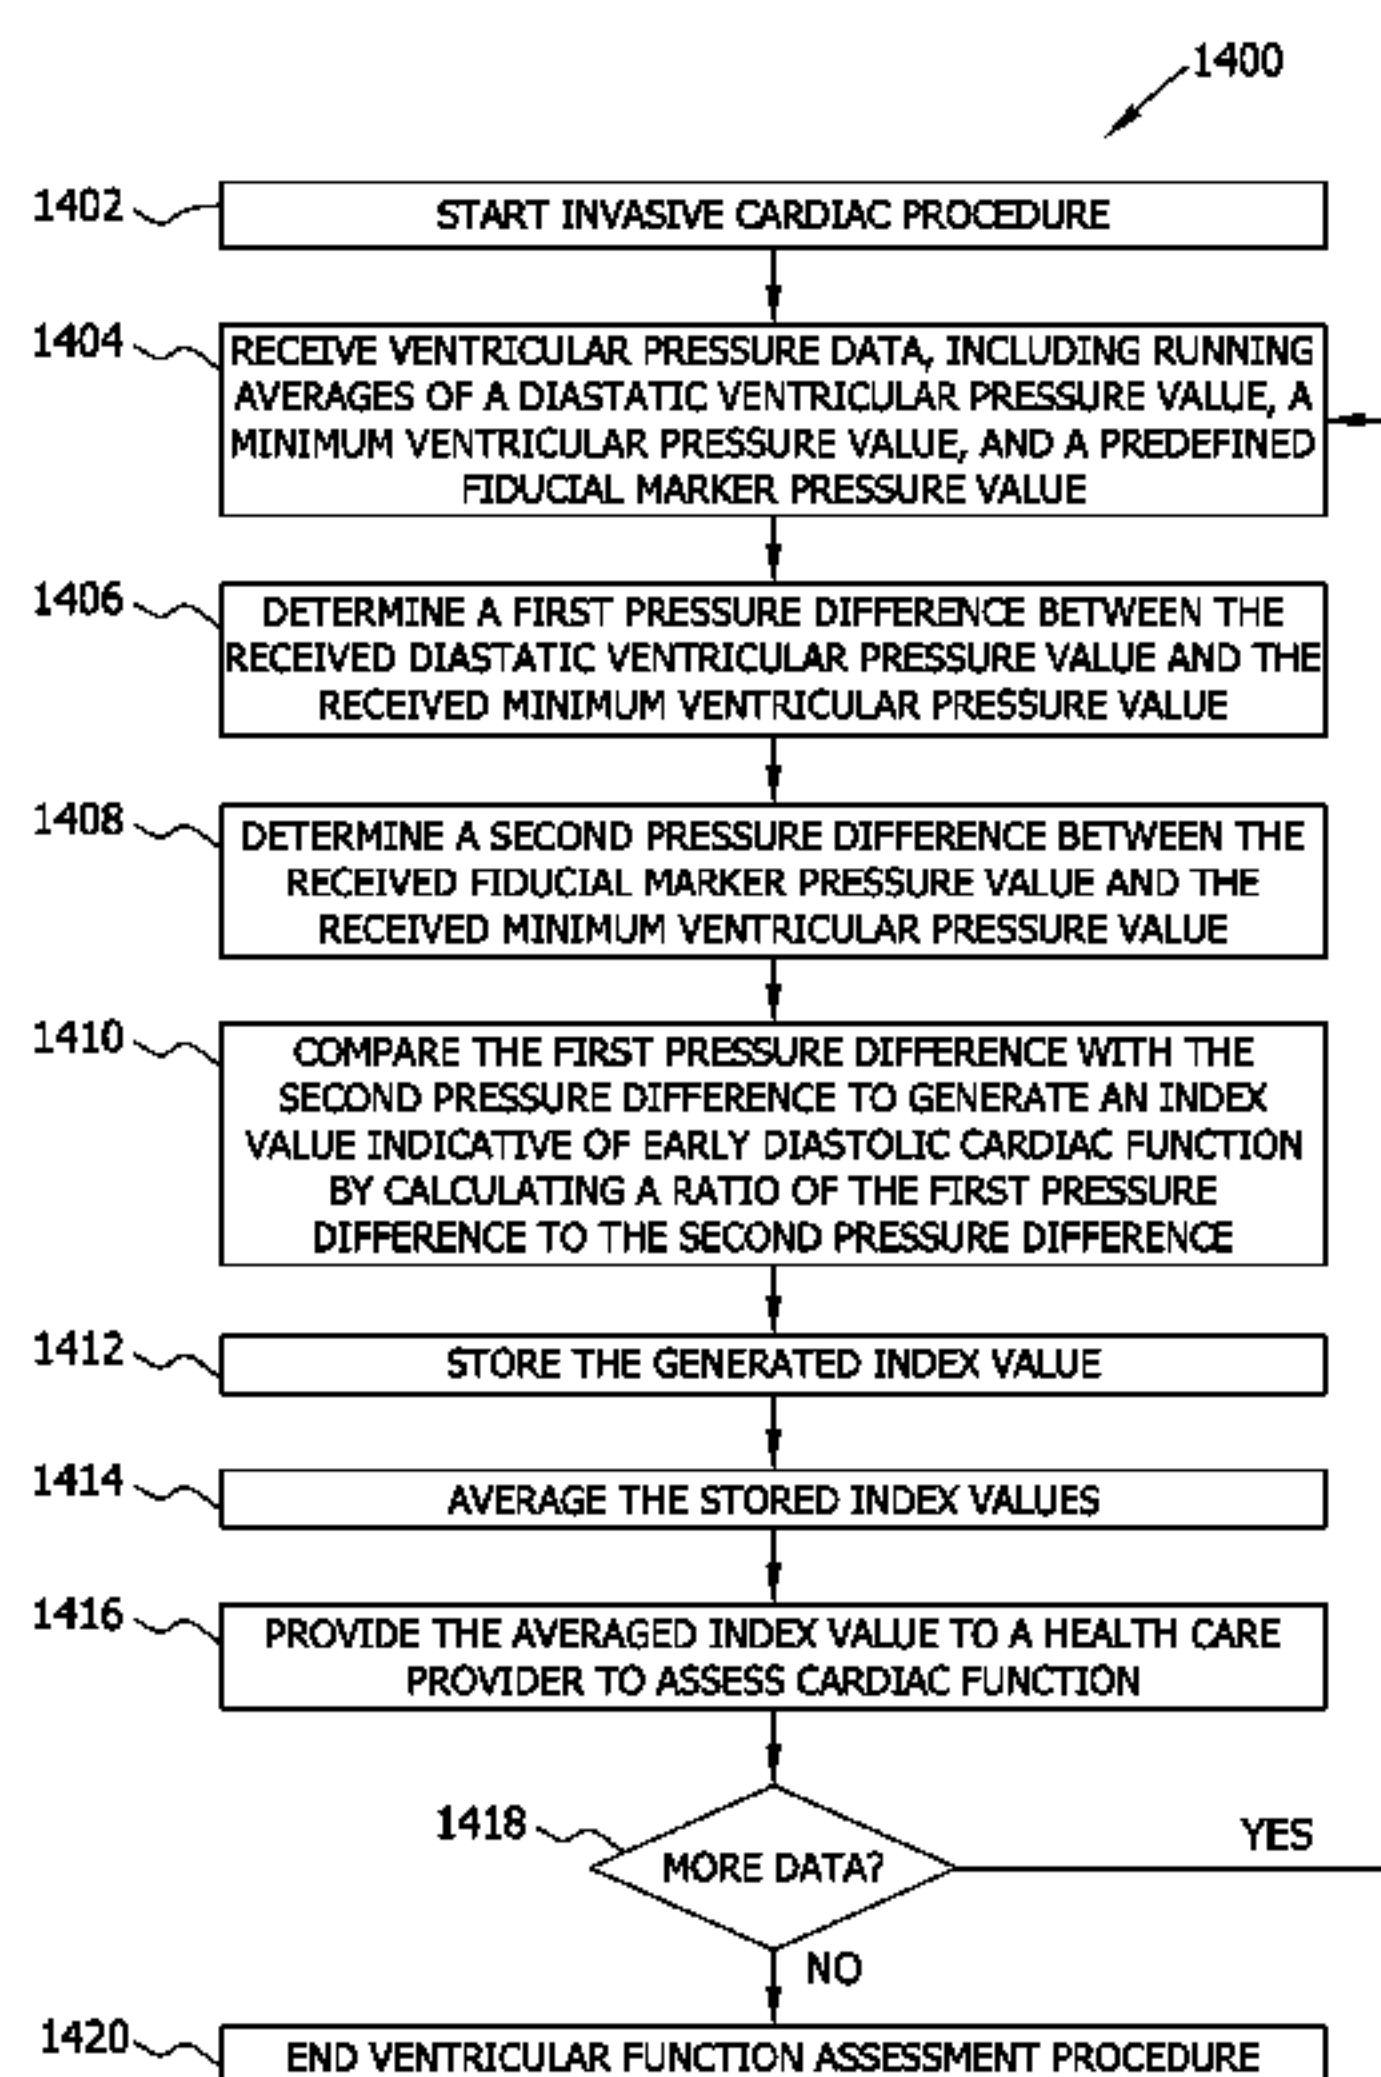 1400
1402
START INVASIVE CARDIAC PROCEDURE
1404
RECEIVE VENTRICULAR PRESSURE DATA, INCLUDING RUNNING
AVERAGES OF A DIASTATIC VENTRICULAR PRESSURE VALUE, A
MINIMUM VENTRICULAR PRESSURE VALUE, AND A PREDEFINED
FIDUCIAL MARKER PRESSURE VALUE
1406
DETERMINE A FIRST PRESSURE DIFFERENCE BETWEEN THE
RECEIVED DIASTATIC VENTRICULAR PRESSURE VALUE AND THE
RECEIVED MINIMUM VENTRICULAR PRESSURE VALUE
1408
DETERMINE A SECOND PRESSURE DIFFERENCE BETWEEN THE
RECEIVED FIDUCIAL MARKER PRESSURE VALUE AND THE
RECEIVED MINIMUM VENTRICULAR PRESSURE VALUE
1410
COMPARE THE FIRST PRESSURE DIFFERENCE WITH THE
SECOND PRESSURE DIFFERENCE TO GENERATE AN INDEX
VALUE INDICATIVE OF EARLY DIASTOLIC CARDIAC FUNCTION
BY CALCULATING A RATIO OF THE FIRST PRESSURE
DIFFERENCE TO THE SECOND PRESSURE DIFFERENCE
1412
STORE THE GENERATED INDEX VALUE
1414
AVERAGE THE STORED INDEX VALUES
1416
PROVIDE THE AVERAGED INDEX VALUE TO A HEALTH CARE
PROVIDER TO ASSESS CARDIAC FUNCTION
1418
MORE DATA?
YES
NO
1420
END VENTRICULAR FUNCTION ASSESSMENT PROCEDURE